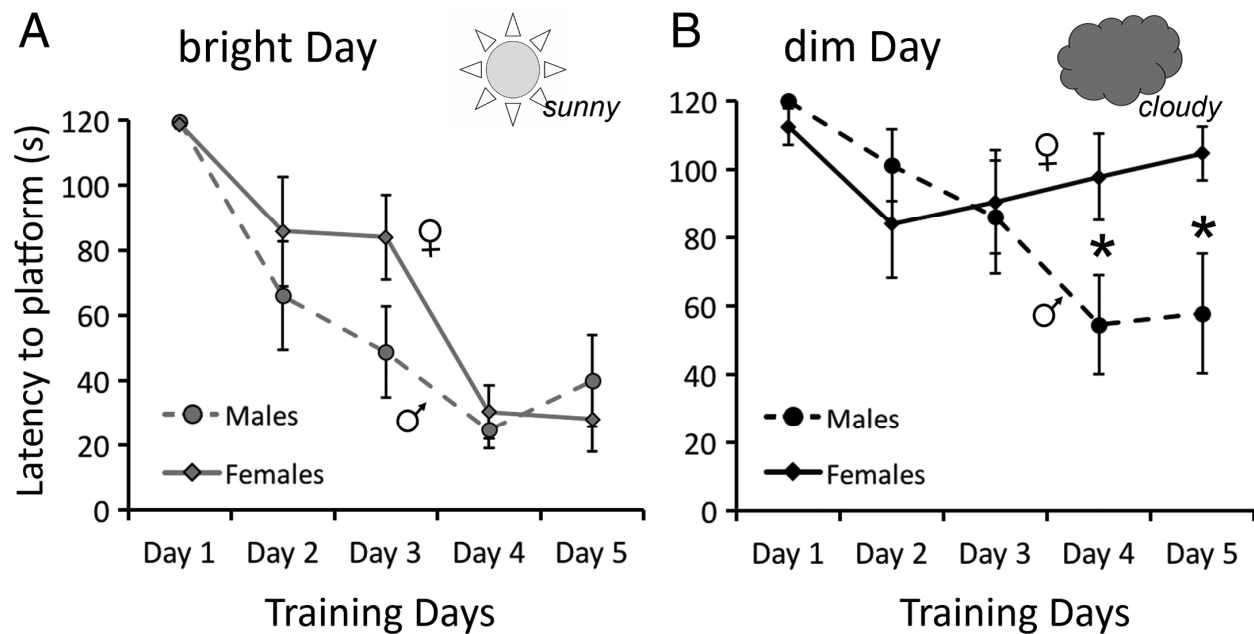 A
bright Day
sunny
Latency to platform (s)
120
100
80
60
40
20
0
♀
♂
Males
Females
Day 1 Day 2 Day 3 Day 4 Day 5
Training Days
B
dim Day
cloudy
120
100
80
60
40
20
0
♀
*
*
♂
Males
Females
Day 1 Day 2 Day 3 Day 4 Day 5
Training Days